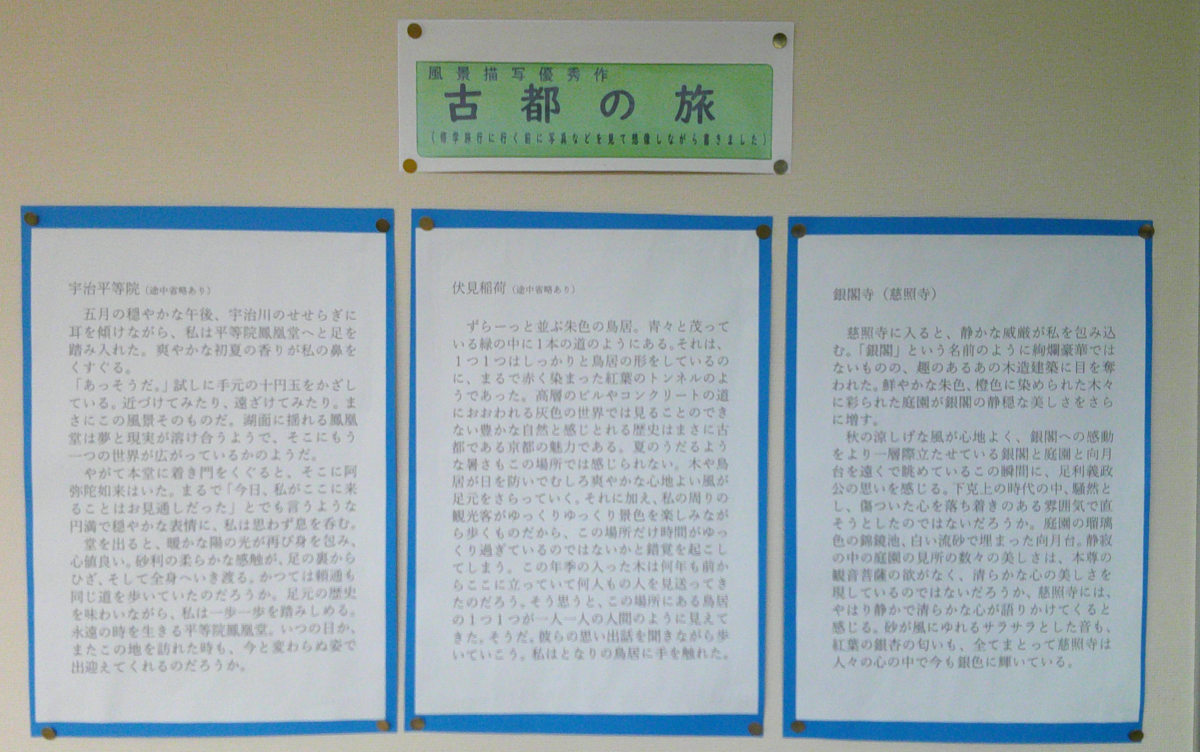 風景描写優秀作
古都の旅
(修学旅行に行く前に写真などを見て想像しながら書きました)
宇治平等院(途中省略あり)
五月の穏やかな午後、宇治川のせせらぎに
耳を傾けながら、私は平等院鳳凰堂へと足を
踏み入れた。爽やかな初夏の香りが私の鼻を
くすぐる。
「あっそうだ。」試しに手元の十円玉をかざし
ている。近づけてみたり、遠ざけてみたり。ま
さにこの風景そのものだ。湖面に揺れる鳳凰
堂は夢と現実が溶け合うようで、そこにもう
一つの世界が広がっているかのようだ。
やがて本堂に着き門をくぐると、そこに阿
弥陀如来はいた。まるで「今日、私がここに来
ることはお見通しだった」とでも言うような
円満で穏やかな表情に、私は思わず息を呑む。
堂を出ると、暖かな陽の光が再び身を包み、
心値良い。砂利の柔らかな感触が、足の裏から
ひざ、そして全身へいき渡る。かつては頼通も
同じ道を歩いていたのだろうか。足元の歴史
を味わいながら、私は一歩一歩を踏みしめる。
永遠の時を生きる平等院鳳凰堂。いつの日か、
またこの地を訪れた時も、今と変わらぬ姿で
出迎えてくれるのだろうか。
伏見稲荷(途中省略あり)
ずらーっと並ぶ朱色の鳥居。青々と茂って
いる緑の中に1本の道のようにある。それは、
1つ1つはしっかりと鳥居の形をしているの
に、まるで赤く染まった紅葉のトンネルのよ
うであった。高層のビルやコンクリートの道
におおわれる灰色の世界では見ることのでき
ない豊かな自然と感じとれる歴史はまさに古
都である京都の魅力である。夏のうだるよう
な暑さもこの場所では感じられない。木や鳥
居が日を防いでむしろ爽やかな心地よい風が
足元をさらっていく。それに加え、私の周りの
観光客がゆっくりゆっくり景色を楽しみなが
ら歩くものだから、この場所だけ時間がゆっ
くり過ぎているのではないかと錯覚を起こし
てしまう。この年季の入った木は何年も前か
らここに立っていて何人もの人を見送ってき
たのだろう。そう思うと、この場所にある鳥居
の1つ1つが一人一人の人間のように見えて
きた。そうだ。彼らの思い出話を聞きながら歩
いていこう。私はとなりの鳥居に手を触れた。
銀閣寺(慈照寺)
慈照寺に入ると、静かな威厳が私を包み込
む。「銀閣」という名前のように絢爛豪華では
ないものの、趣のあるあの木造建築に目を奪
われた。鮮やかな朱色、橙色に染められた木々
に彩られた庭園が銀閣の静穏な美しさをさら
に増す。
秋の涼しげな風が心地よく、銀閣への感動
をより一層際立たせている銀閣と庭園と向月
台を遠くで眺めているこの瞬間に、足利義政
公の思いを感じる。下克上の時代の中、騒然と
し、傷ついた心を落ち着きのある雰囲気で直
そうとしたのではないだろうか。庭園の瑠璃
色の錦鏡池、白い流砂で埋まった向月台。静寂
の中の庭園の見所の数々の美しさは、本尊の
観音菩薩の欲がなく、清らかな心の美しさを
現しているのではないだろうか、慈照寺には、
やはり静かで清らかな心が語りかけてくると
感じる。砂が風にゆれるサラサラとした音も、
紅葉の銀杏の匂いも、全てまとって慈照寺は
人々の心の中で今も銀色に輝いている。